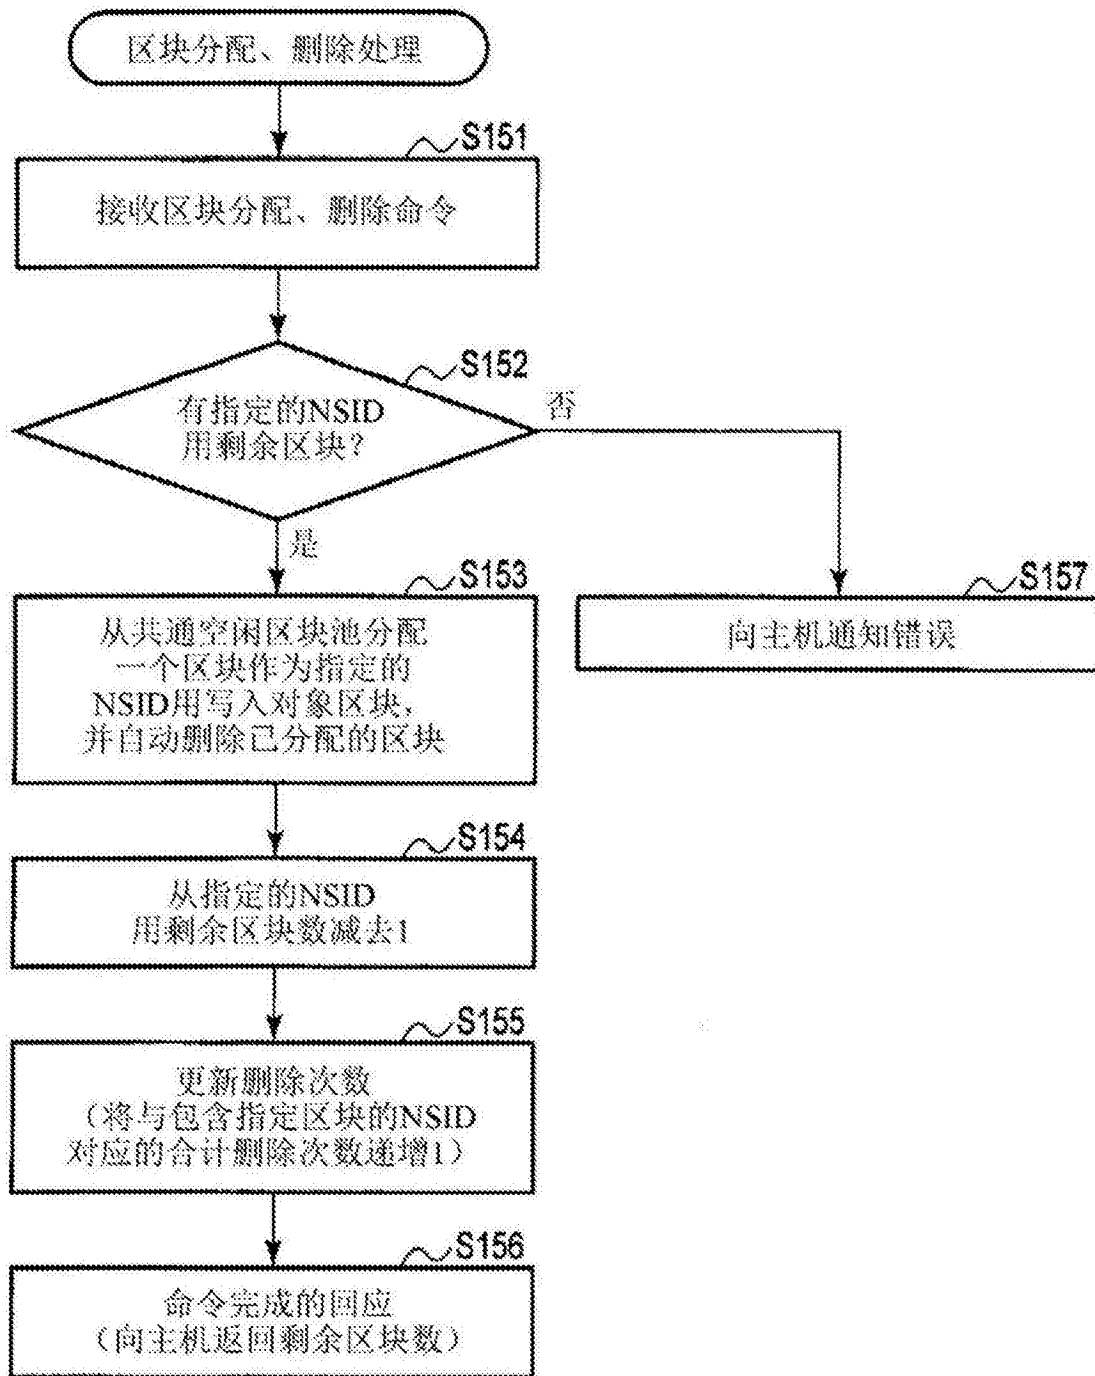 区块分配、删除处理
S151
接收区块分配、删除命令
S152
有指定的NSID
用剩余区块?
否
是
S153
从共通空闲区块池分配
一个区块作为指定的
NSID用写入对象区块，
并自动删除已分配的区块
S157
向主机通知错误
S154
从指定的NSID
用剩余区块数减去1
S155
更新删除次数
（将与包含指定区块的NSID
对应的合计删除次数递增1）
S156
命令完成的回应
（向主机返回剩余区块数）